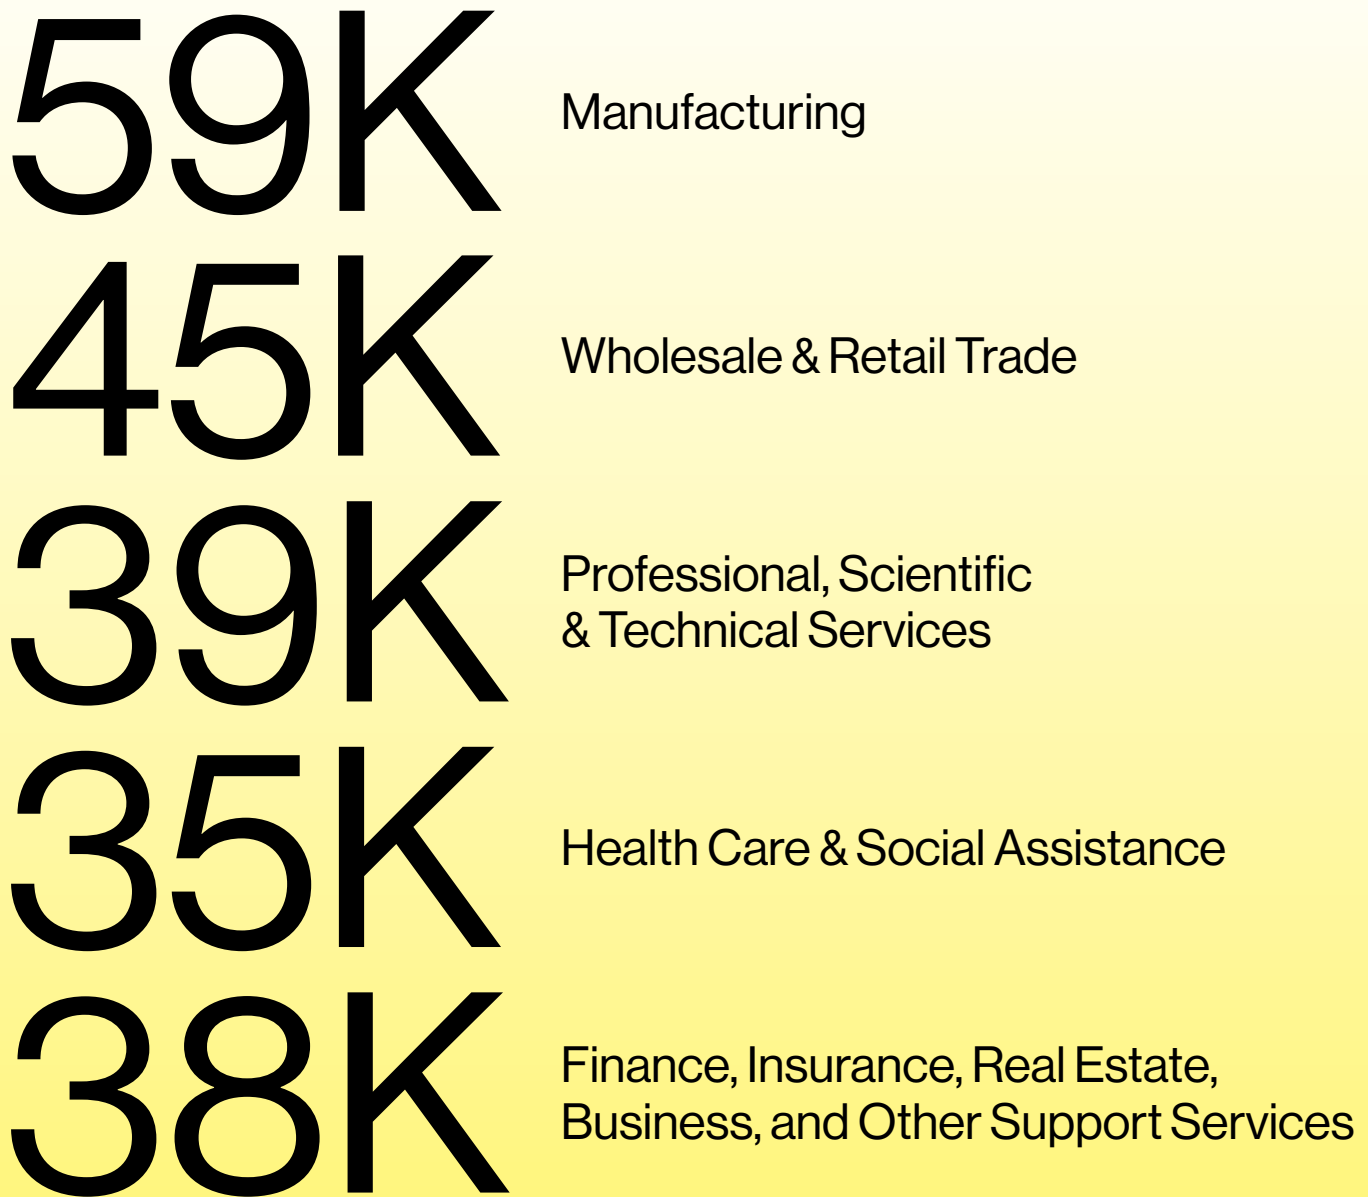 59K
Manufacturing
45K
Wholesale & Retail Trade
39K
Professional, Scientific
& Technical Services
35K
Health Care & Social Assistance
38K
Finance, Insurance, Real Estate,
Business, and Other Support Services